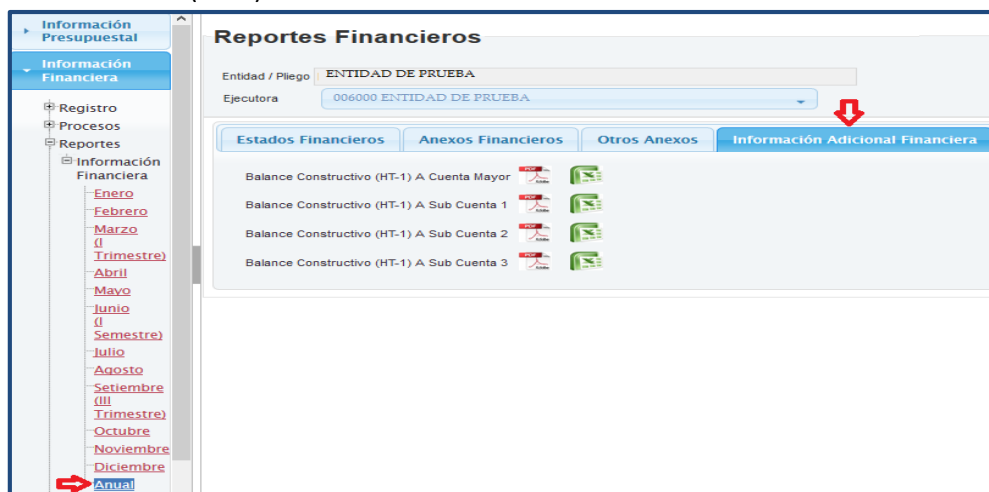 Información
Presupuestal
Información
Financiera
Registro
Procesos
Reportes
Información
Financiera
Enero
Febrero
Marzo
(I
Trimestre)
Abril
Mayo
Junio
(I
Semestre)
Julio
Agosto
Setiembre
(III
Trimestre)
Octubre
Noviembre
Diciembre
Anual
Reportes Financieros
Entidad / Pliego ENTIDAD DE PRUEBA
Ejecutora 006000 ENTIDAD DE PRUEBA
Estados Financieros Anexos Financieros Otros Anexos Información Adicional Financiera
Balance Constructivo (HT-1) A Cuenta Mayor
Balance Constructivo (HT-1) A Sub Cuenta 1
Balance Constructivo (HT-1) A Sub Cuenta 2
Balance Constructivo (HT-1) A Sub Cuenta 3